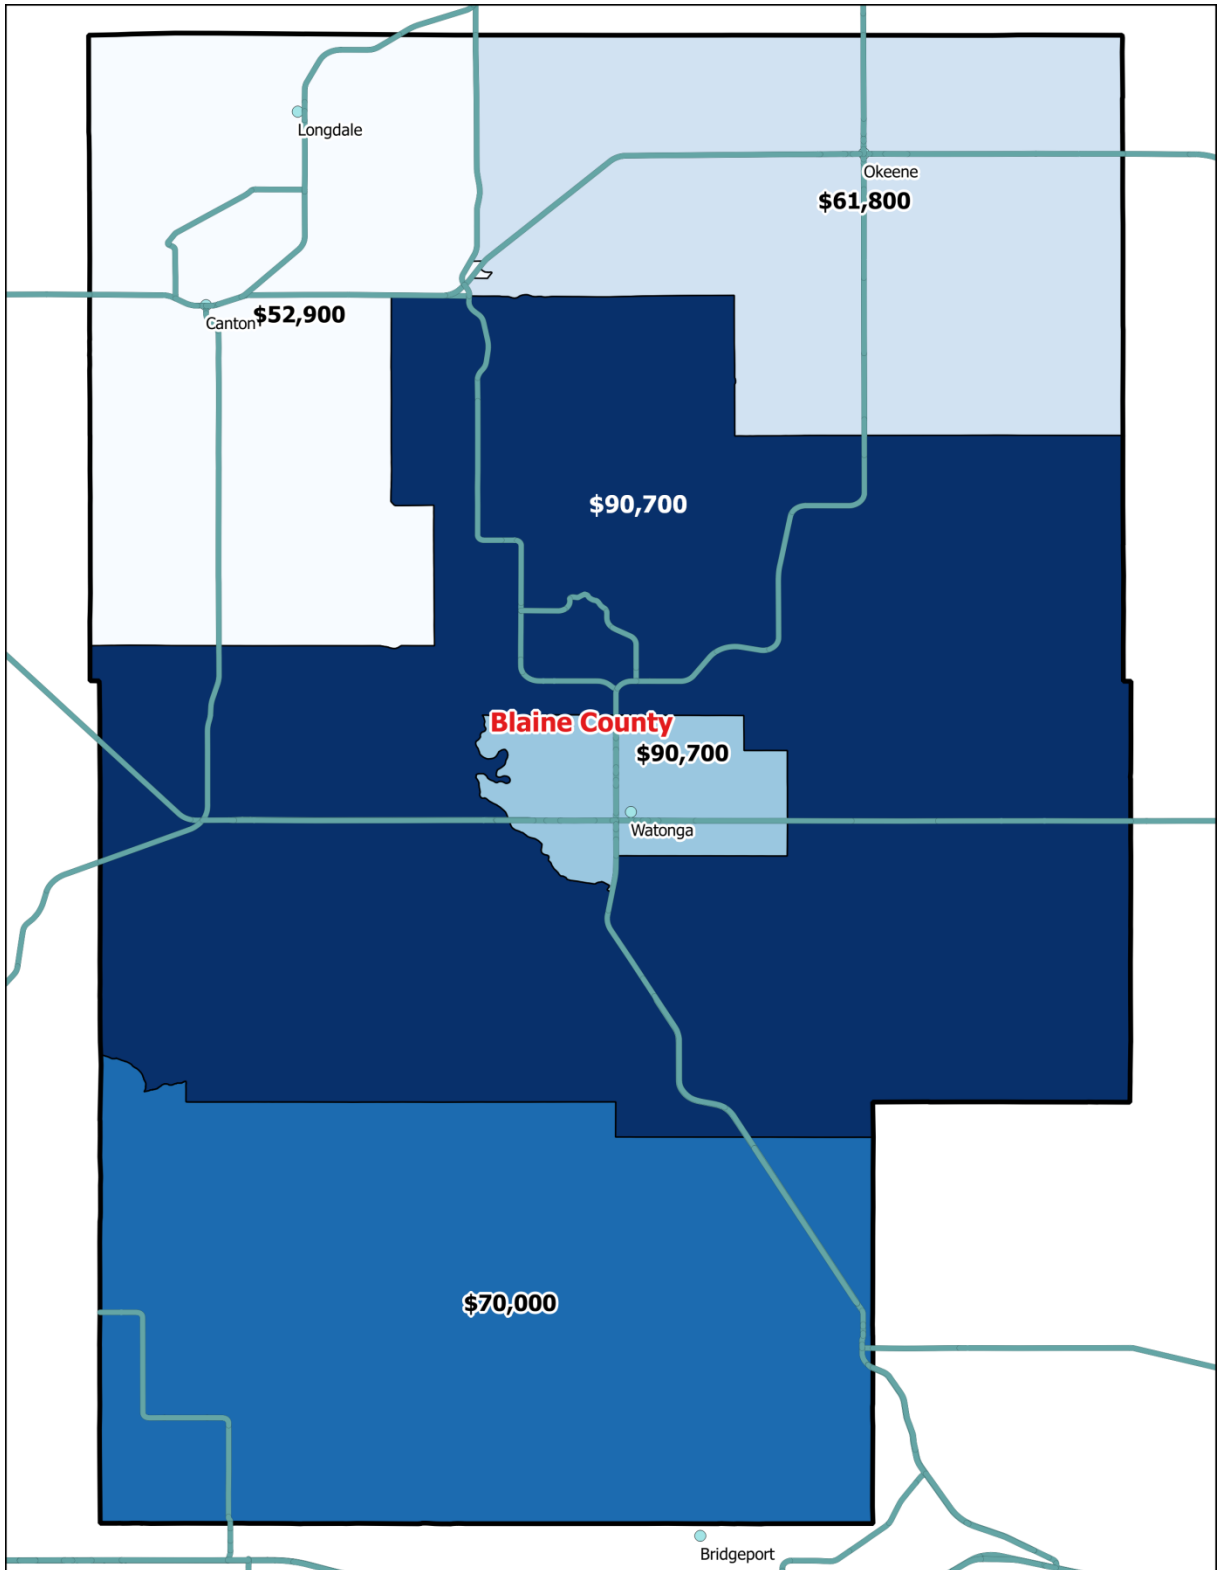 Longdale
Okeene
$61,800
Canton
$52,900
$90,700
Blaine County
$90,700
Watonga
$70,000
Bridgeport